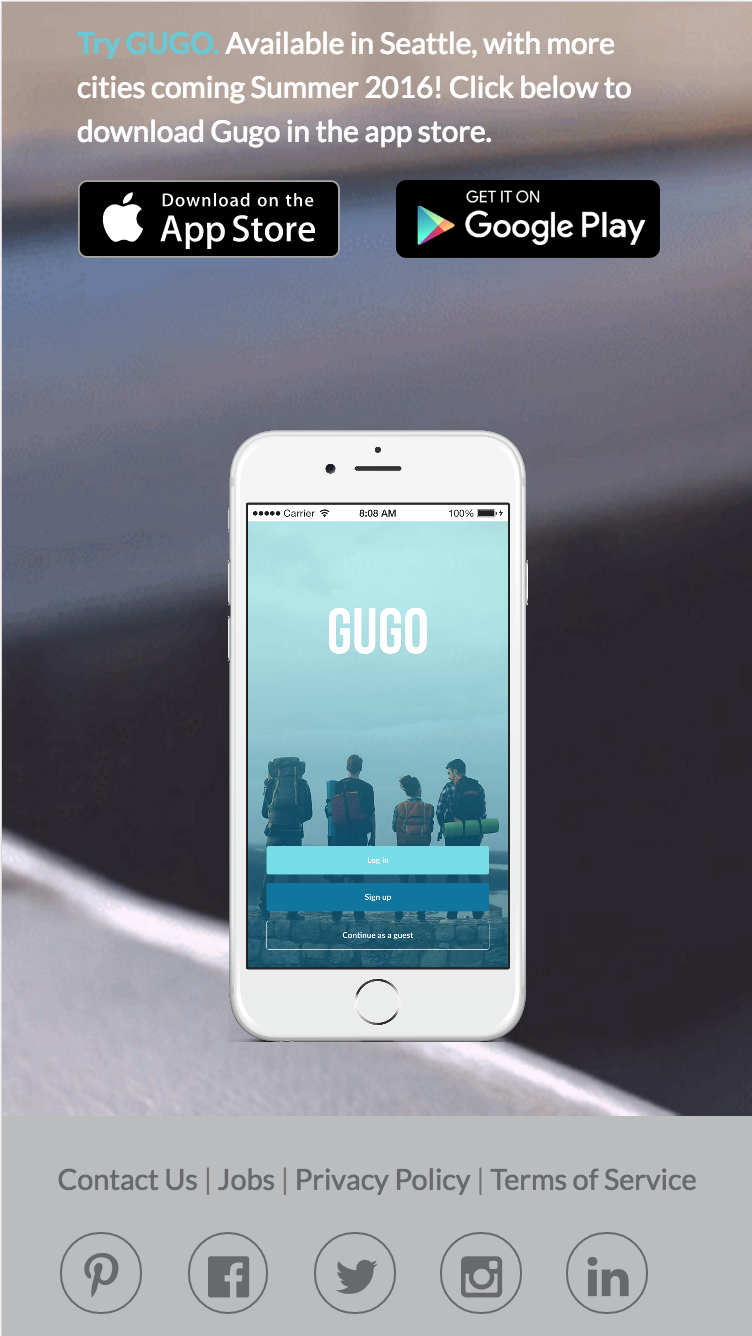 Try GUGO. Available in Seattle, with more
cities coming Summer 2016! Click below to
download Gugo in the app store.
Download on the
App Store
GET IT ON
Google Play
Carrier 8:08 AM 100%
GUGO
Log in
Sign up
Continue as a guest
Contact Us | Jobs | Privacy Policy | Terms of Service